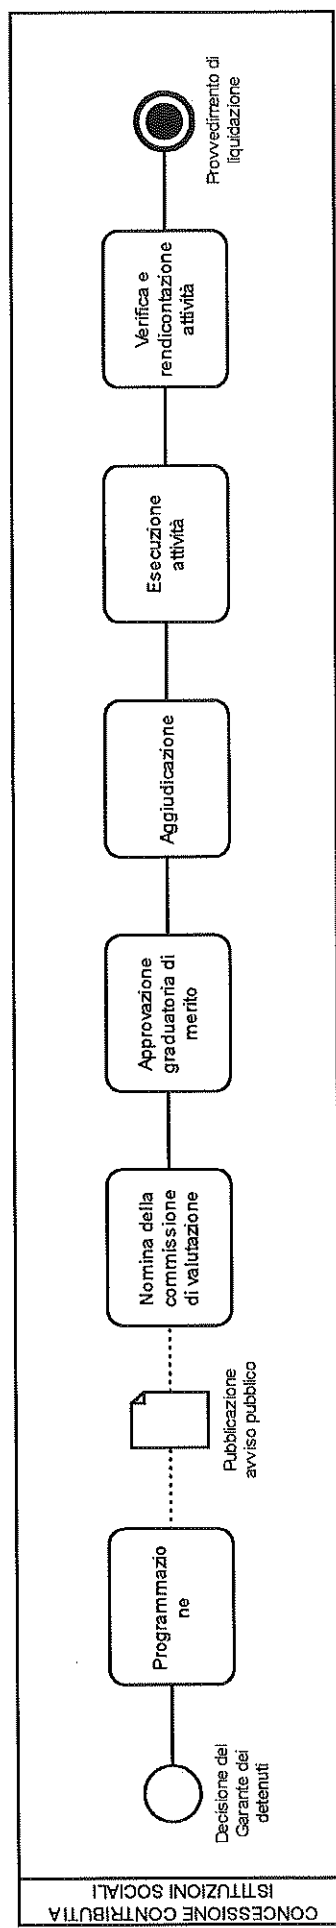 CONCESSIONE CONTRIBUTI A
ISTITUZIONI SOCIALI
Decisione del
Garante dei
detenuti
Programmazio
ne
Pubblicazione
avviso pubblico
Nomina della
commissione
di valutazione
Approvazione
graduatoria di
merito
Aggiudicazione
Esecuzione
attività
Verifica e
rendicontazione
attività
Provvedimento di
liquidazione